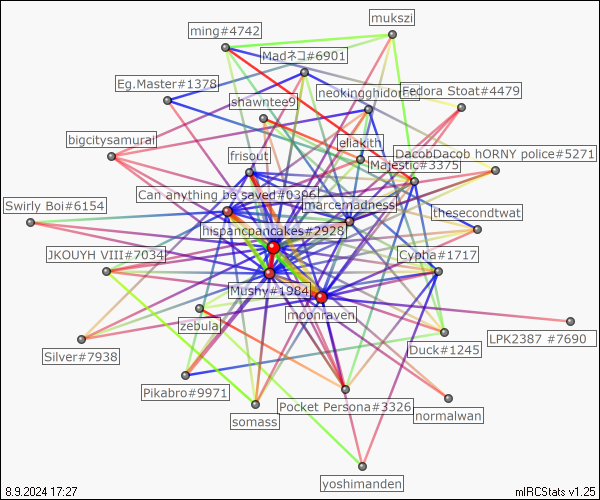 mukszi
ming#4742
Madネコ#6901
Eg.Master#1378
neokingghidor
Fedora Stoat#4479
shawntee9
bigcitysamurai
eliakith
DacobDacob hORNY police#5271
frisout
Majestic#3375
Can anything be saved#0396
Swirly Boi#6154
marcemadness
thesecondtwat
hispancpancakes#2928
JKOUYH VIII#7034
Cypha#1717
Mushy#1984
moonraven
zebula
LPK2387 #7690
Silver#7938
Duck#1245
Pikabro#9971
Pocket Persona#3326
somass
normalwan
yoshimanden
8.9.2024 17:27
mIRCStats v1.25